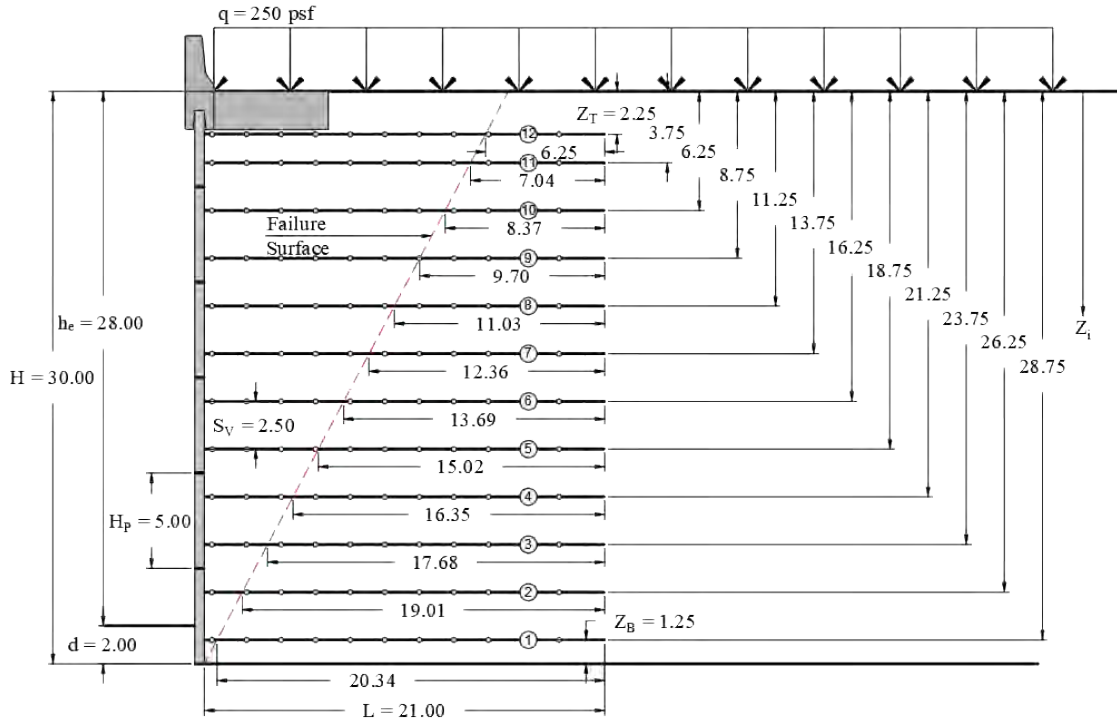 q = 250 psf
Z_T = 2.25
3.75
6.25
8.75
11.25
13.75
16.25
18.75
21.25
23.75
26.25
28.75
Z_i
12
6.25
11
7.04
10
8.37
Failure
Surface
9
9.70
8
11.03
h_e = 28.00
7
12.36
H = 30.00
6
13.69
S_V = 2.50
5
15.02
4
16.35
H_P = 5.00
3
17.68
2
19.01
Z_B = 1.25
1
d = 2.00
20.34
L = 21.00